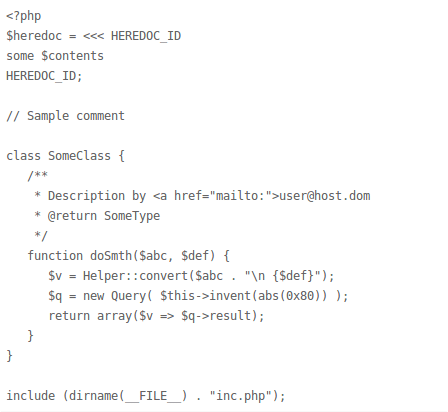 <?php
$heredoc = <<< HEREDOC_ID
some $contents
HEREDOC_ID;

// Sample comment

class SomeClass {
   /**
    * Description by <a href="mailto:">user@host.dom
    * @return SomeType
    */
   function doSmth($abc, $def) {
      $v = Helper::convert($abc . "\n {$def}");
      $q = new Query( $this->invent(abs(0x80)) );
      return array($v => $q->result);
   }
}

include (dirname(__FILE__) . "inc.php");